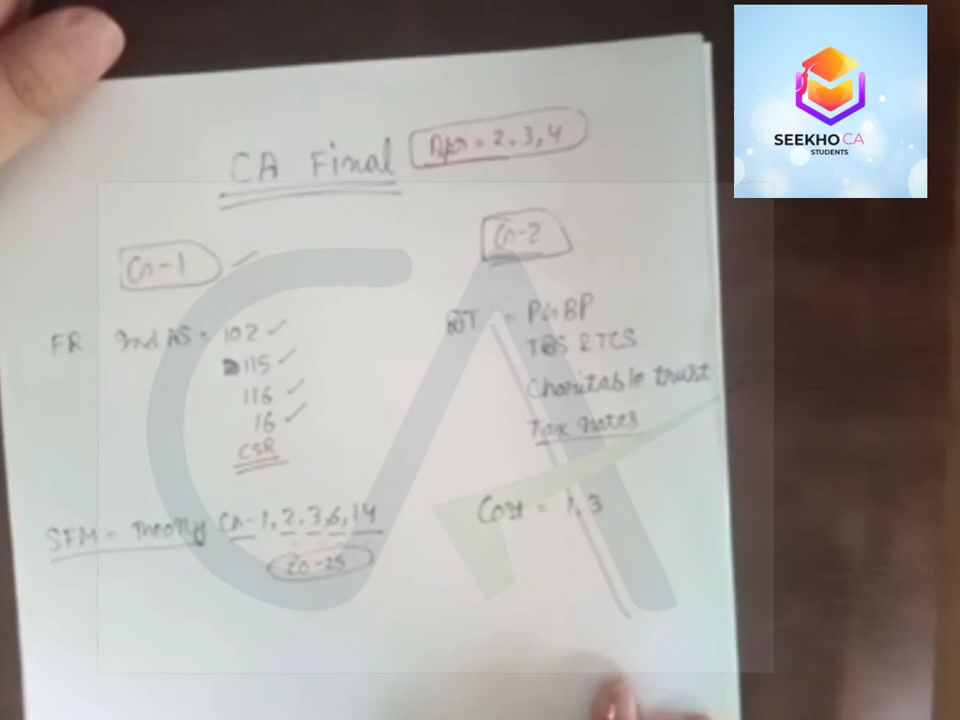 CA Final Apr = 2, 3, 4
Gr-1
FR Ind AS = 102
115
116
16
CSR
SFM = Theory Ch-1, 2, 3, 6, 14
20-25
Gr-2
DT = PGBP
TDS & TCS
Charitable trust
Tax rates
Cost = 1, 3
SEEKHO CA
STUDENTS
CA